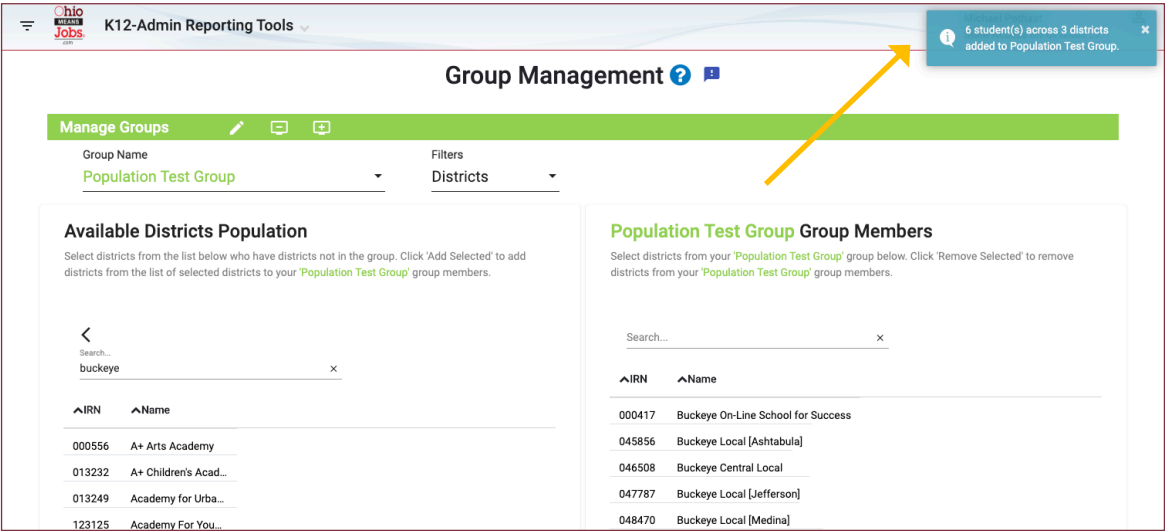 Ohio
MEANS
Jobs.
.com
K12-Admin Reporting Tools
6 student(s) across 3 districts
added to Population Test Group.
×
Group Management ?
Manage Groups
Group Name
Population Test Group
Filters
Districts
Available Districts Population
Select districts from the list below who have districts not in the group. Click 'Add Selected' to add
districts from the list of selected districts to your 'Population Test Group' group members.
Search...
buckeye ×
IRN Name
000556 A+ Arts Academy
013232 A+ Children's Acad...
013249 Academy for Urba...
123125 Academy For You...
Population Test Group Group Members
Select districts from your 'Population Test Group' group below. Click 'Remove Selected' to remove
districts from your 'Population Test Group' group members.
Search... ×
IRN Name
000417 Buckeye On-Line School for Success
045856 Buckeye Local [Ashtabula]
046508 Buckeye Central Local
047787 Buckeye Local [Jefferson]
048470 Buckeye Local [Medina]